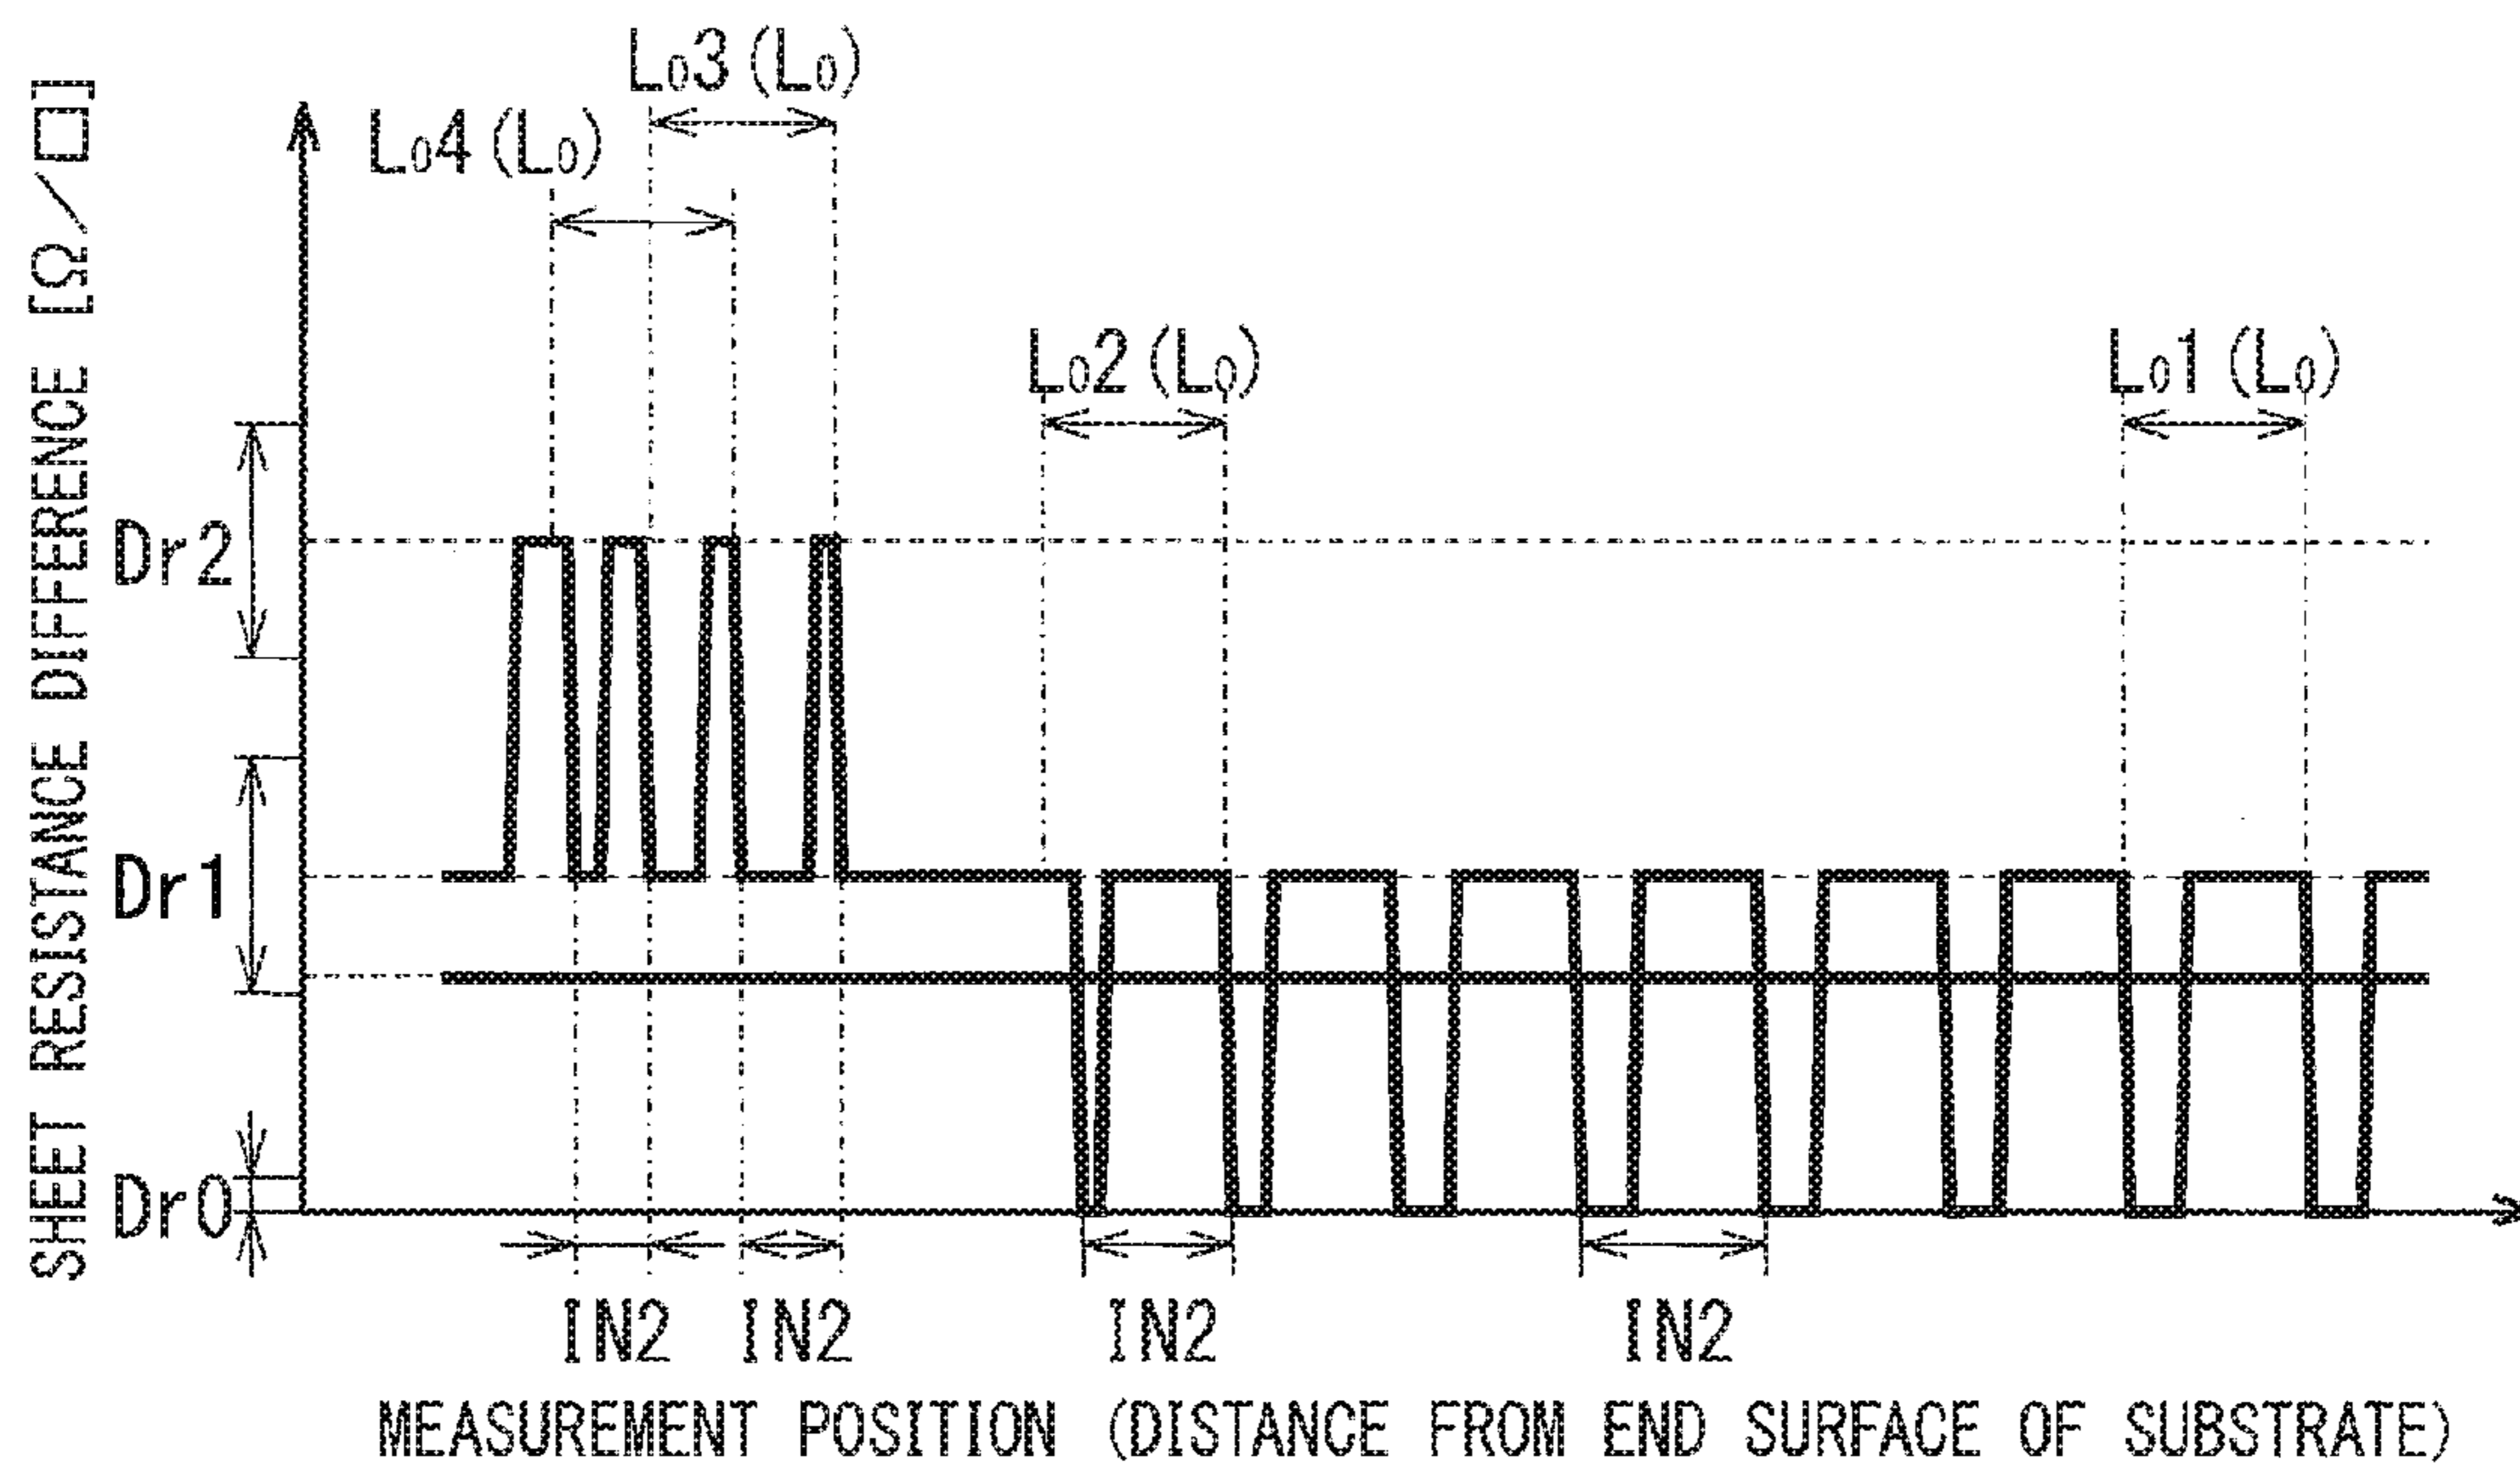 L₀3(L₀)
L₀4(L₀)
L₀2(L₀)
L₀1(L₀)
SHEET RESISTANCE DIFFERENCE [Ω/□]
Dr2
Dr1
Dr0
IN2 IN2 IN2 IN2
MEASUREMENT POSITION (DISTANCE FROM END SURFACE OF SUBSTRATE)